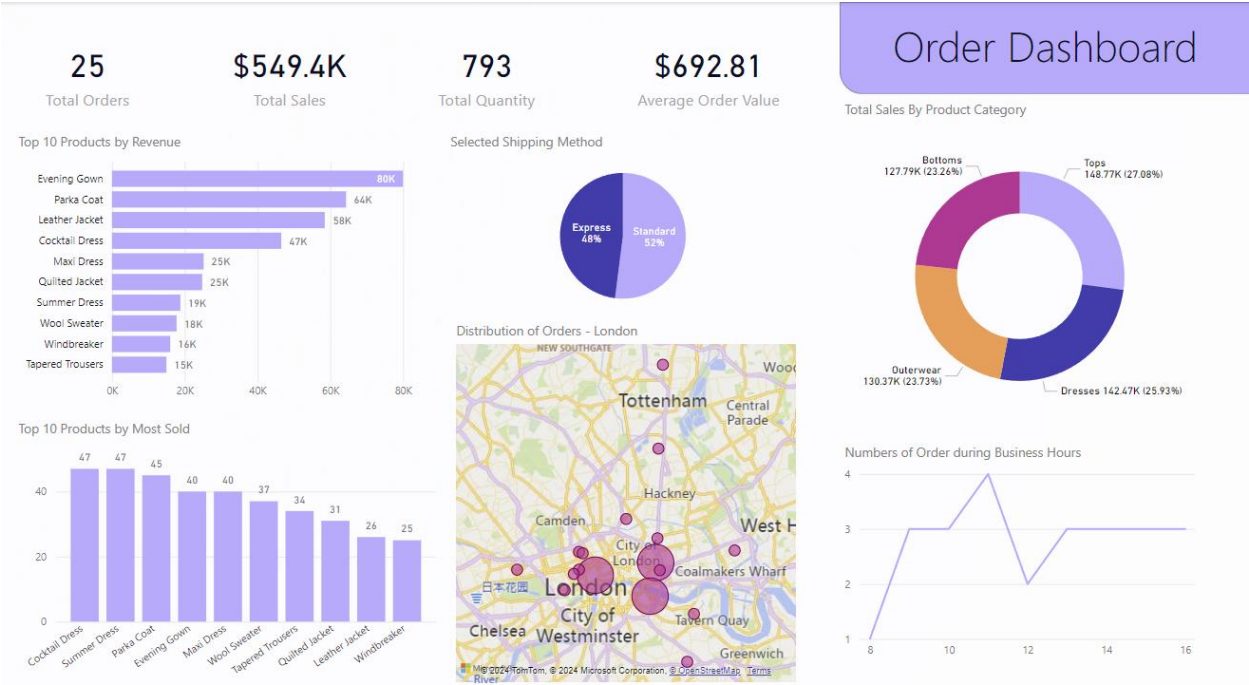 Order Dashboard
25
Total Orders
$549.4K
Total Sales
793
Total Quantity
$692.81
Average Order Value
Top 10 Products by Revenue
Evening Gown
80K
Parka Coat
64K
Leather Jacket
58K
Cocktail Dress
47K
Maxi Dress
25K
Quilted Jacket
25K
Summer Dress
19K
Wool Sweater
18K
Windbreaker
16K
Tapered Trousers
15K
0K 20K 40K 60K 80K
Selected Shipping Method
Express
48%
Standard
52%
Total Sales By Product Category
Bottoms
127.79K (23.26%)
Tops
148.77K (27.08%)
Outerwear
130.37K (23.73%)
Dresses 142.47K (25.93%)
Top 10 Products by Most Sold
47 47 45 40 40 37 34 31 26 25
40
20
0
Cocktail Dress
Summer Dress
Parka Coat
Evening Gown
Maxi Dress
Wool Sweater
Tapered Trousers
Quilted Jacket
Leather Jacket
Windbreaker
Distribution of Orders - London
NEW SOUTHGATE
Wooc
Tottenham
Central
Parade
Hackney
Camden
West H
City of
London
Coalmakers Wharf
日本花园
London
City of
Westminster
Chelsea
Tavern Quay
Greenwich
© 2024 TomTom, © 2024 Microsoft Corporation, © OpenStreetMap Terms
River
Numbers of Order during Business Hours
4
3
2
1
8 10 12 14 16